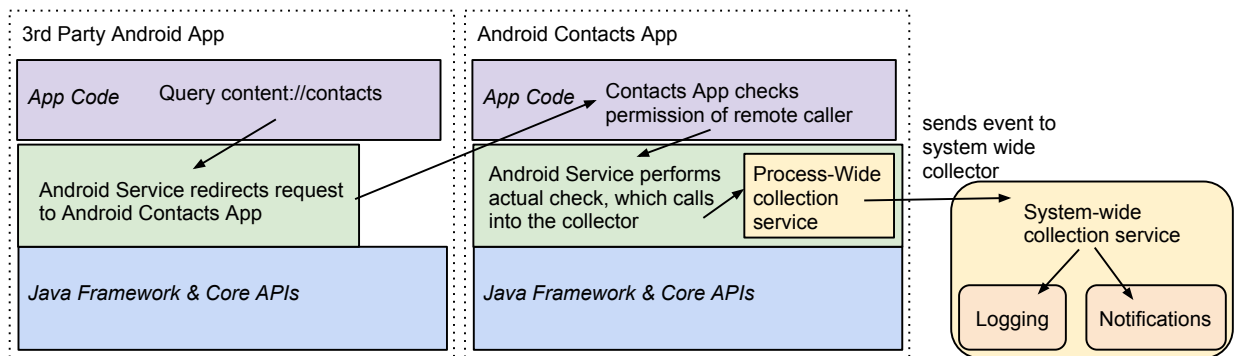 3rd Party Android App
App Code
Query content://contacts
Android Service redirects request
to Android Contacts App
Java Framework & Core APIs
Android Contacts App
App Code
Contacts App checks
permission of remote caller
Android Service performs
actual check, which calls
into the collector
Process-Wide
collection
service
Java Framework & Core APIs
sends event to
system wide
collector
System-wide
collection service
Logging
Notifications